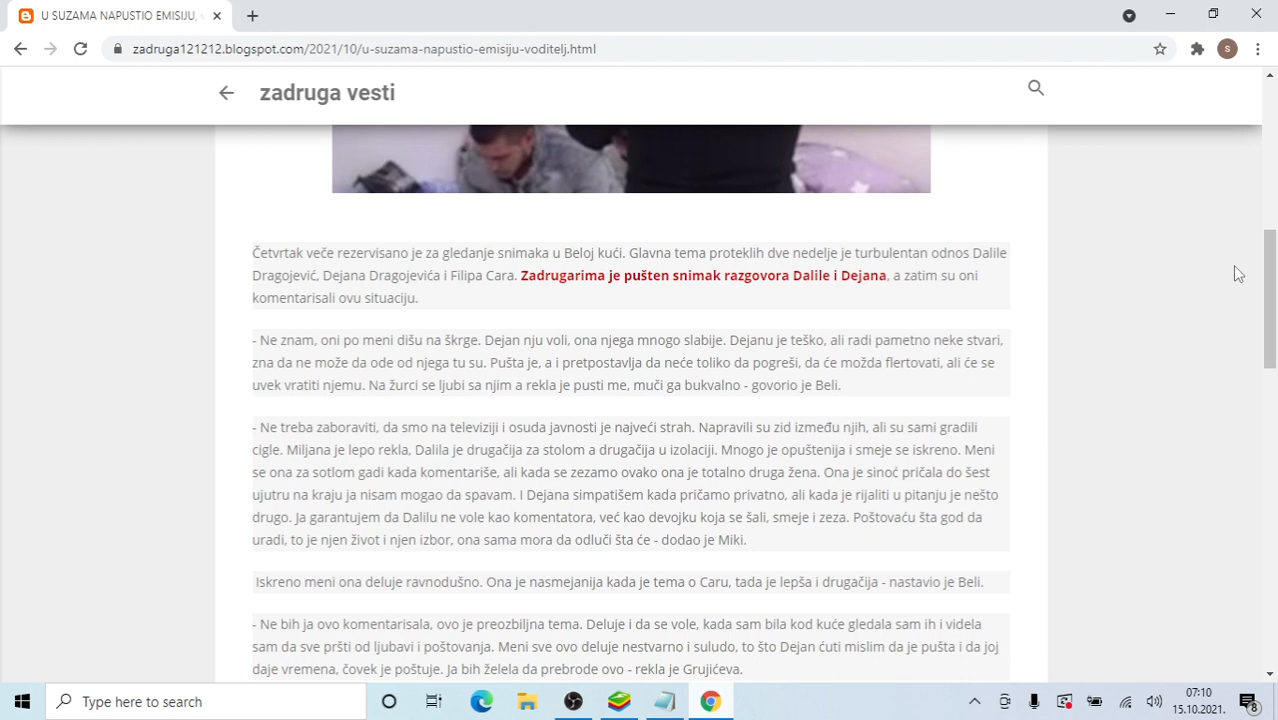 U SUZAMA NAPUSTIO EMISIJU, v
zadruga121212.blogspot.com/2021/10/u-suzama-napustio-emisiju-voditelj.html
S
zadruga vesti
Četvrtak veče rezervisano je za gledanje snimaka u Beloj kući. Glavna tema proteklih dve nedelje je turbulentan odnos Dalile
Dragojević, Dejana Dragojevića i Filipa Cara. Zadrugarima je pušten snimak razgovora Dalile i Dejana, a zatim su oni
komentarisali ovu situaciju.
- Ne znam, oni po meni dišu na škrge. Dejan nju voli, ona njega mnogo slabije. Dejanu je teško, ali radi pametno neke stvari,
zna da ne može da ode od njega tu su. Pušta je, a i pretpostavlja da neće toliko da pogreši, da će možda flertovati, ali će se
uvek vratiti njemu. Na žurci se ljubi sa njim a rekla je pusti me, muči ga bukvalno - govorio je Beli.
- Ne treba zaboraviti, da smo na televiziji i osuda javnosti je najveći strah. Napravili su zid između njih, ali su sami gradili
cigle. Miljana je lepo rekla, Dalila je drugačija za stolom a drugačija u izolaciji. Mnogo je opuštenija i smeje se iskreno. Meni
se ona za sotlom gadi kada komentariše, ali kada se zezamo ovako ona je totalno druga žena. Ona je sinoć pričala do šest
ujutru na kraju ja nisam mogao da spavam. I Dejana simpatišem kada pričamo privatno, ali kada je rijaliti u pitanju je nešto
drugo. Ja garantujem da Dalilu ne vole kao komentatora, već kao devojku koja se šali, smeje i zeza. Poštovaću šta god da
uradi, to je njen život i njen izbor, ona sama mora da odluči šta će - dodao je Miki.
Iskreno meni ona deluje ravnodušno. Ona je nasmejanija kada je tema o Caru, tada je lepša i drugačija - nastavio je Beli.
- Ne bih ja ovo komentarisala, ovo je preozbiljna tema. Deluje i da se vole, kada sam bila kod kuće gledala sam ih i videla
sam da sve pršti od ljubavi i poštovanja. Meni sve ovo deluje nestvarno i suludo, to što Dejan ćuti mislim da je pušta i da joj
daje vremena, čovek je poštuje. Ja bih želela da prebrode ovo - rekla je Grujićeva.
Type here to search
07:10
15.10.2021.
8